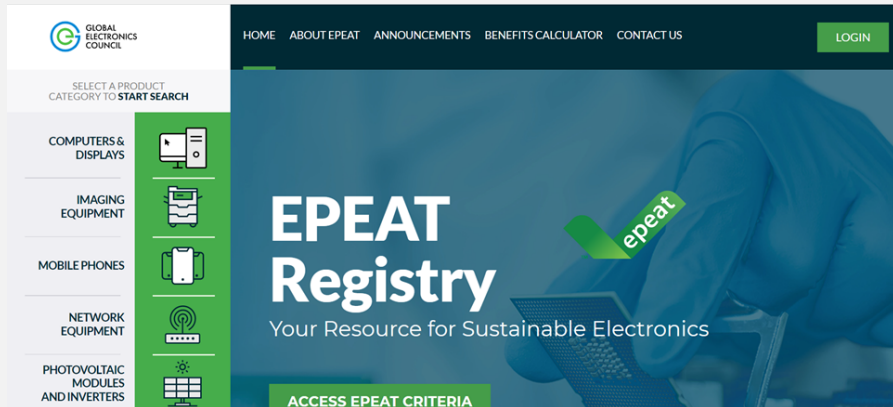 GLOBAL
ELECTRONICS
COUNCIL
HOME ABOUT EPEAT ANNOUNCEMENTS BENEFITS CALCULATOR CONTACT US
LOGIN
SELECT A PRODUCT
CATEGORY TO START SEARCH
COMPUTERS &
DISPLAYS
IMAGING
EQUIPMENT
MOBILE PHONES
NETWORK
EQUIPMENT
PHOTOVOLTAIC
MODULES
AND INVERTERS
EPEAT
Registry
epeat
Your Resource for Sustainable Electronics
ACCESS EPEAT CRITERIA